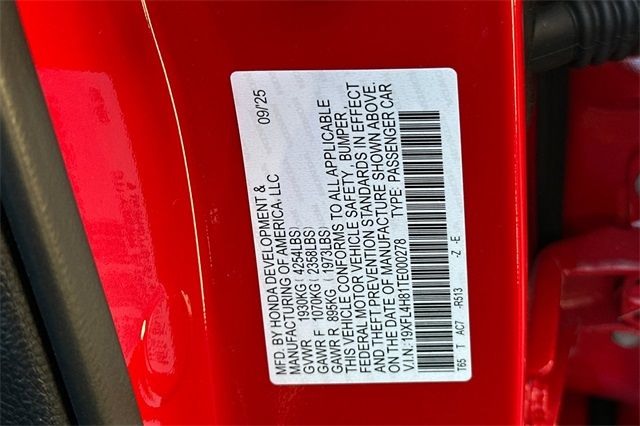 MFD. BY HONDA DEVELOPMENT & 09/'25
MANUFACTURING OF AMERICA, LLC
GVWR 1930KG ( 4254LBS)
GAWR F 1070KG ( 2358LBS)
GAWR R 895KG ( 1973LBS)
THIS VEHICLE CONFORMS TO ALL APPLICABLE
FEDERAL MOTOR VEHICLE SAFETY, BUMPER,
AND THEFT PREVENTION STANDARDS IN EFFECT
ON THE DATE OF MANUFACTURE SHOWN ABOVE.
V.I.N.: 19XFL4H81TE000278 TYPE: PASSENGER CAR
T65 T AC7 -R513 -Z -E